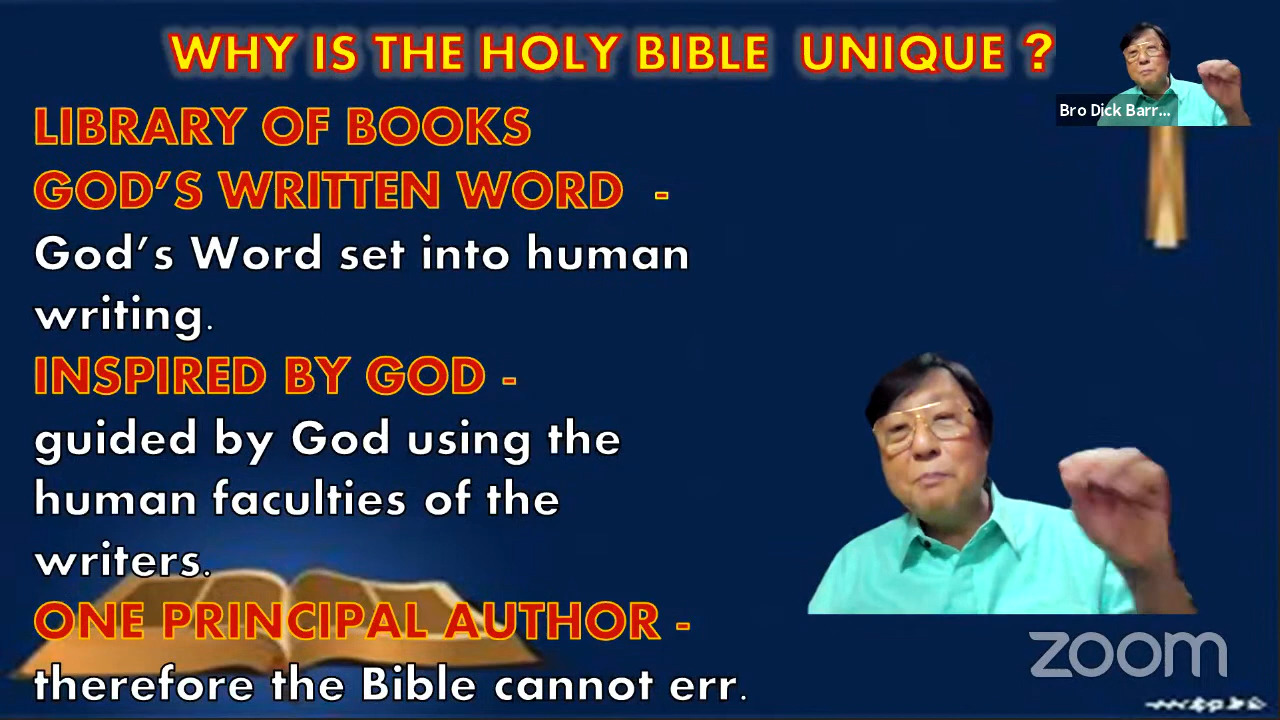 WHY IS THE HOLY BIBLE UNIQUE ?
Bro Dick Barr...
LIBRARY OF BOOKS
GOD'S WRITTEN WORD -
God's Word set into human
writing.
INSPIRED BY GOD -
guided by God using the
human faculties of the
writers.
ONE PRINCIPAL AUTHOR -
therefore the Bible cannot err.
zoom